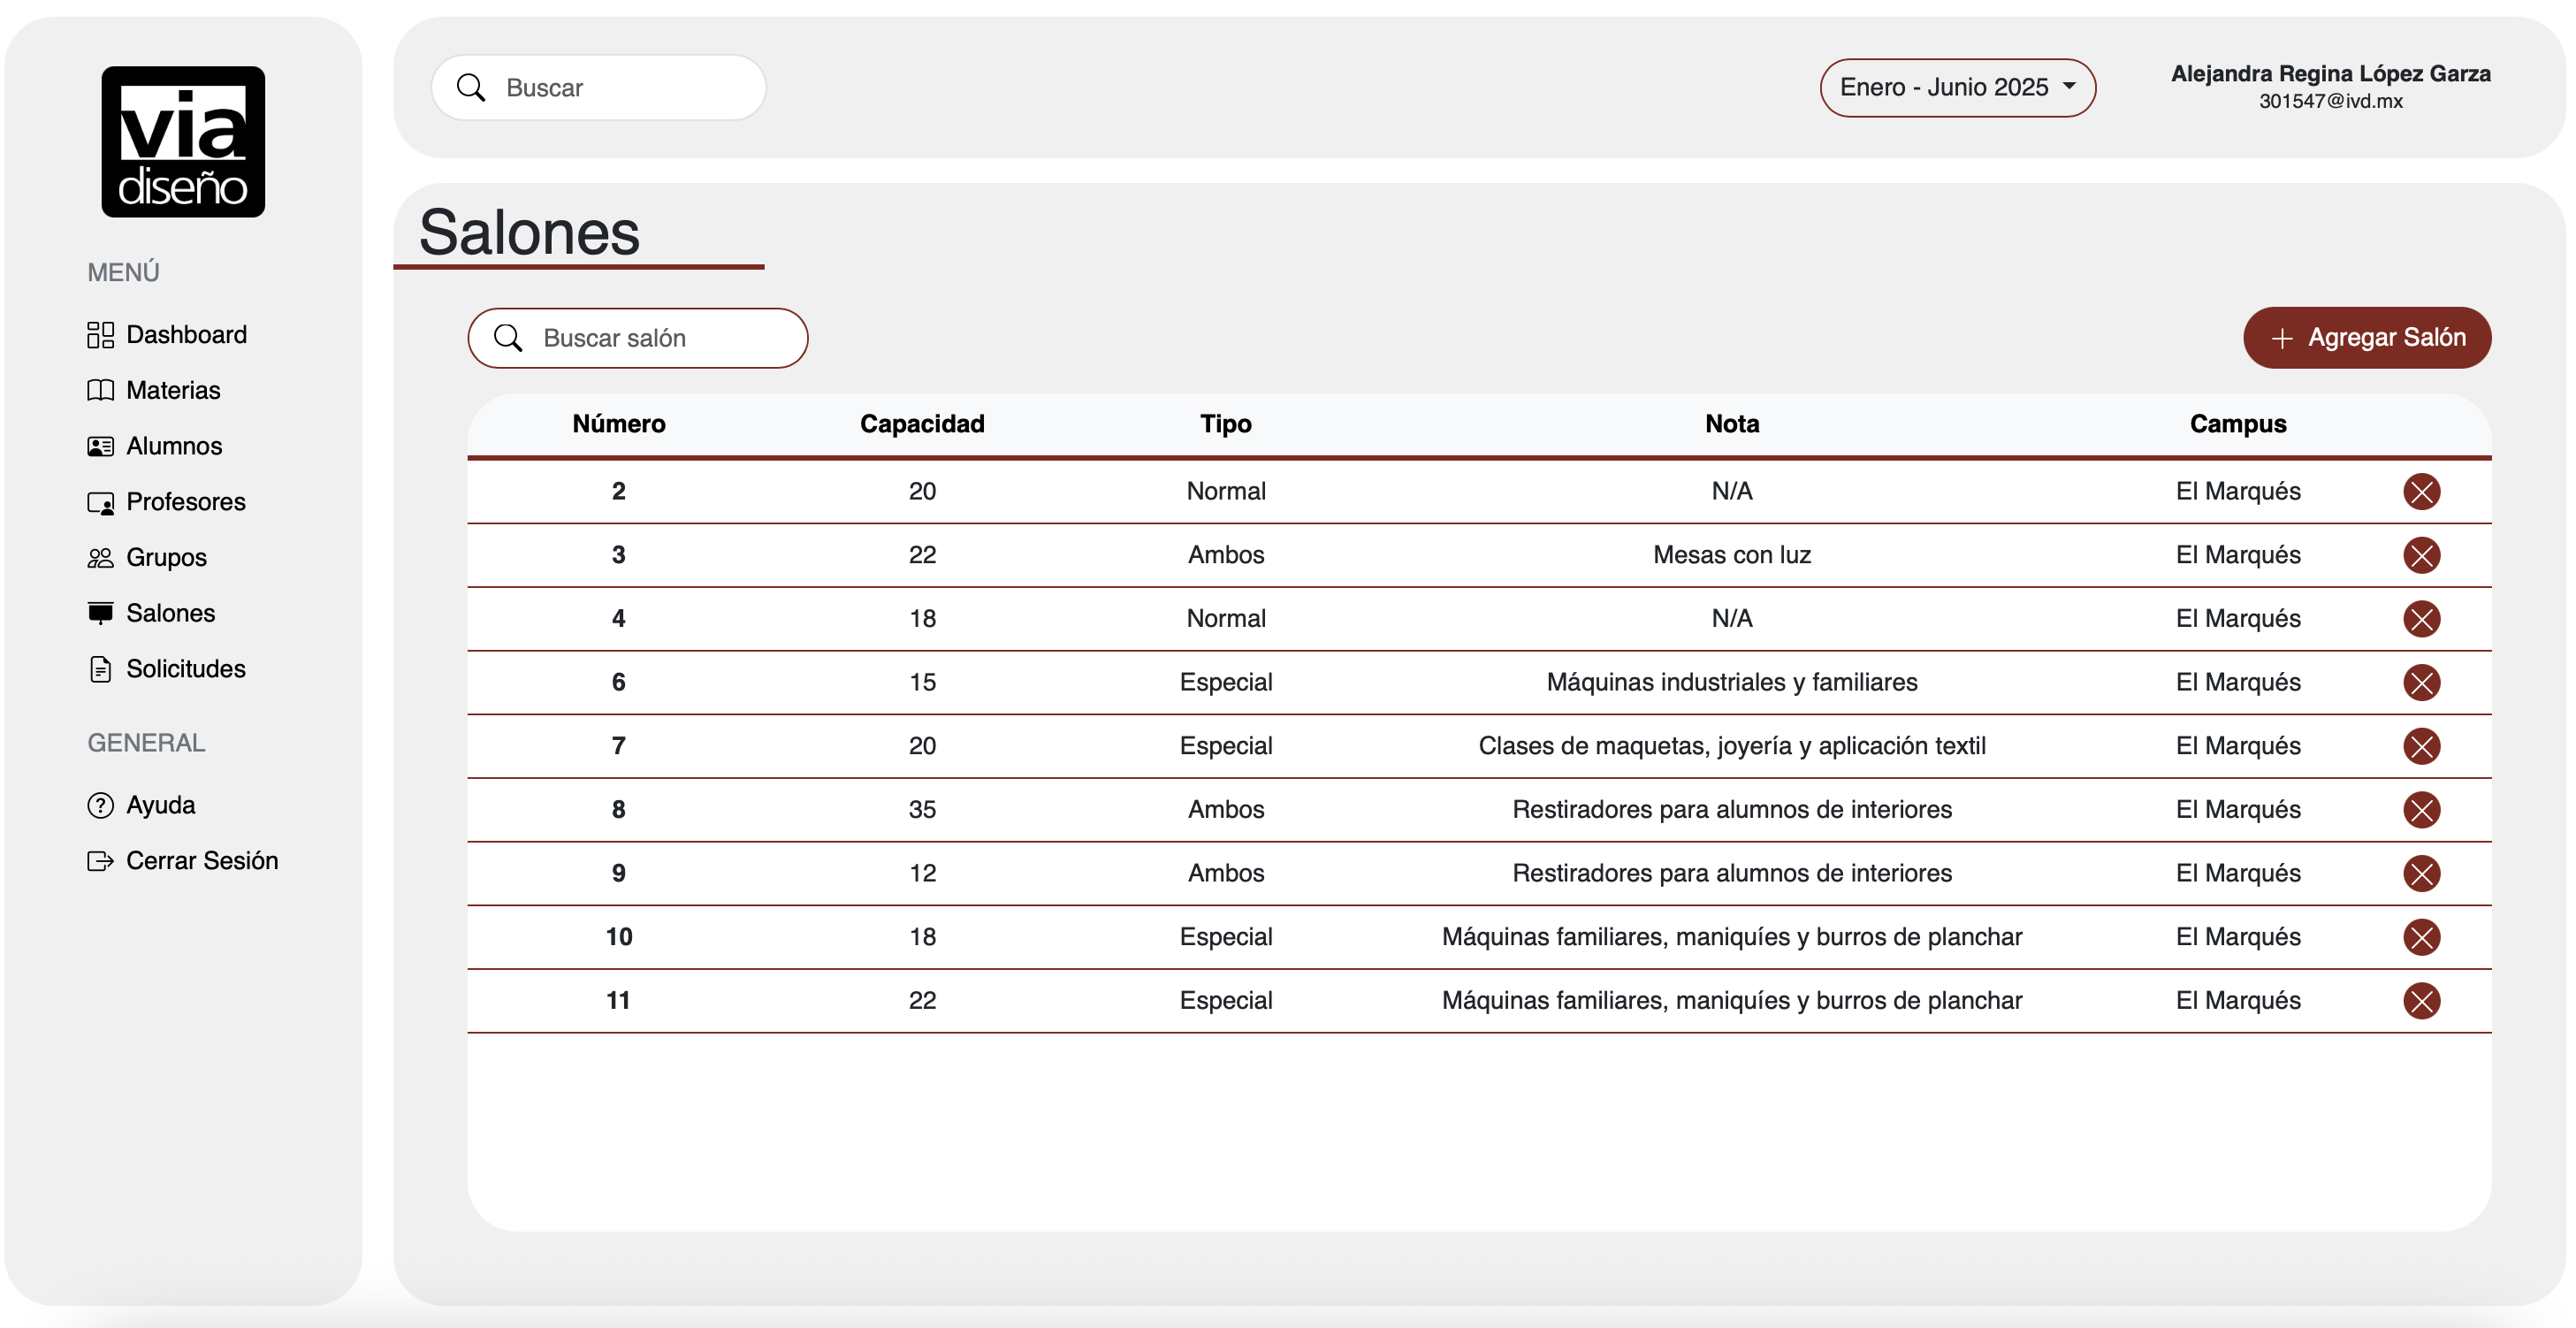 via
diseño
MENÚ
Dashboard
Materias
Alumnos
Profesores
Grupos
Salones
Solicitudes
GENERAL
Ayuda
Cerrar Sesión
Buscar
Enero - Junio 2025
Alejandra Regina López Garza
301547@ivd.mx
Salones
Buscar salón
Agregar Salón
Número Capacidad Tipo Nota Campus
2 20 Normal N/A El Marqués
3 22 Ambos Mesas con luz El Marqués
4 18 Normal N/A El Marqués
6 15 Especial Máquinas industriales y familiares El Marqués
7 20 Especial Clases de maquetas, joyería y aplicación textil El Marqués
8 35 Ambos Restiradores para alumnos de interiores El Marqués
9 12 Ambos Restiradores para alumnos de interiores El Marqués
10 18 Especial Máquinas familiares, maniquíes y burros de planchar El Marqués
11 22 Especial Máquinas familiares, maniquíes y burros de planchar El Marqués